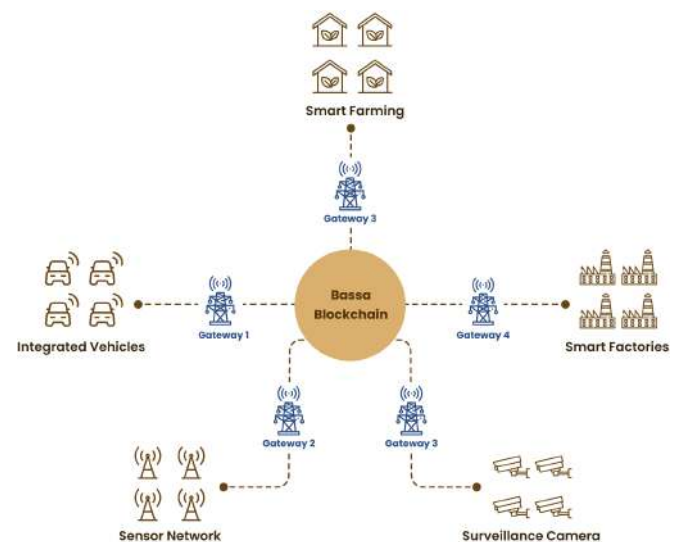 Smart Farming
Gateway 3
Bassa
Blockchain
Gateway 1
Gateway 4
Integrated Vehicles
Smart Factories
Gateway 2
Gateway 3
Sensor Network
Surveillance Camera